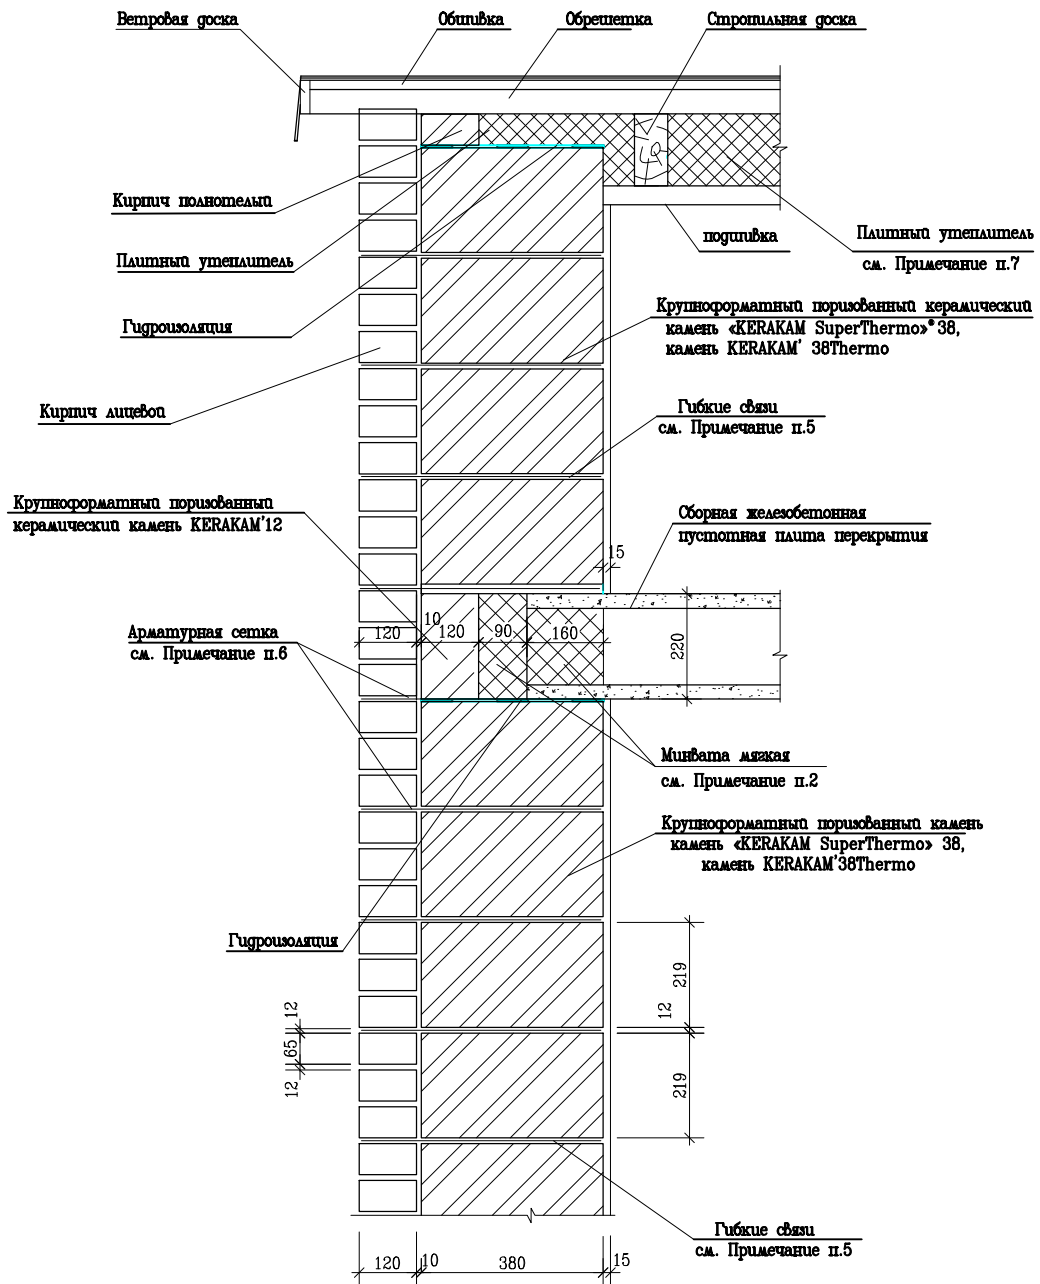 Ветровая доска
Обшивка
Обрешетка
Стропильная доска
Кирпич полнотелый
Плитный утеплитель
Гидроизоляция
подшивка
Плитный утеплитель
см. Примечание п.7
Крупноформатный поризованный керамический
камень «KERAKAM SuperThermo»® 38,
камень KERAKAM' 38Thermo
Кирпич лицевой
Гибкие связи
см. Примечание п.5
Крупноформатный поризованный
керамический камень KERAKAM'12
Сборная железобетонная
пустотная плита перекрытия
15
10
120
120
90
160
220
Арматурная сетка
см. Примечание п.6
Минвата мягкая
см. Примечание п.2
Крупноформатный поризованный камень
камень «KERAKAM SuperThermo» 38,
камень KERAKAM'38Thermo
Гидроизоляция
219
12
219
12
65
12
Гибкие связи
см. Примечание п.5
120
10
380
15